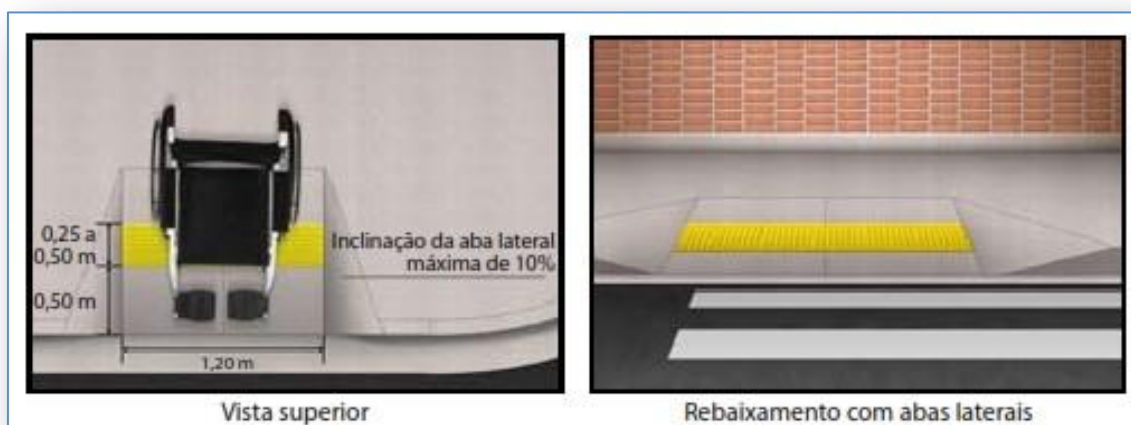 0,25 a
0,50 m
0,50 m
1,20 m
Inclinação da aba lateral
máxima de 10%
Vista superior
Rebaixamento com abas laterais